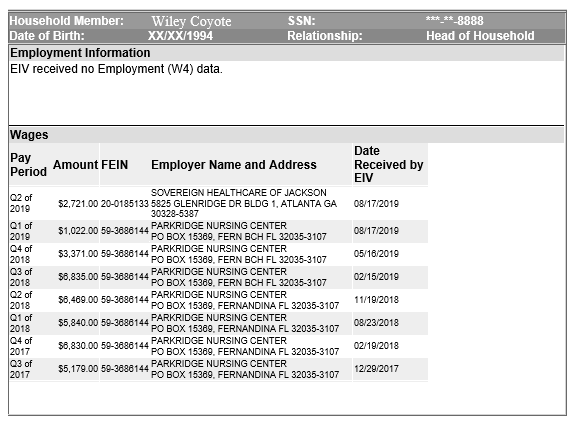 Household Member: Wiley Coyote SSN: ***-**-8888
Date of Birth: XX/XX/1994 Relationship: Head of Household
Employment Information
EIV received no Employment (W4) data.
Wages
Pay Period Amount FEIN Employer Name and Address Date Received by EIV
Q2 of 2019 $2,721.00 20-0185133 SOVEREIGN HEALTHCARE OF JACKSON
5825 GLENRIDGE DR BLDG 1, ATLANTA GA
30328-5387 08/17/2019
Q1 of 2019 $1,022.00 59-3686144 PARKRIDGE NURSING CENTER
PO BOX 15369, FERN BCH FL 32035-3107 08/17/2019
Q4 of 2018 $3,371.00 59-3686144 PARKRIDGE NURSING CENTER
PO BOX 15369, FERN BCH FL 32035-3107 05/16/2019
Q3 of 2018 $6,835.00 59-3686144 PARKRIDGE NURSING CENTER
PO BOX 15369, FERN BCH FL 32035-3107 02/15/2019
Q2 of 2018 $6,469.00 59-3686144 PARKRIDGE NURSING CENTER
PO BOX 15369, FERNANDINA FL 32035-3107 11/19/2018
Q1 of 2018 $5,840.00 59-3686144 PARKRIDGE NURSING CENTER
PO BOX 15369, FERNANDINA FL 32035-3107 08/23/2018
Q4 of 2017 $6,830.00 59-3686144 PARKRIDGE NURSING CENTER
PO BOX 15369, FERNANDINA FL 32035-3107 02/19/2018
Q3 of 2017 $5,179.00 59-3686144 PARKRIDGE NURSING CENTER
PO BOX 15369, FERNANDINA FL 32035-3107 12/29/2017